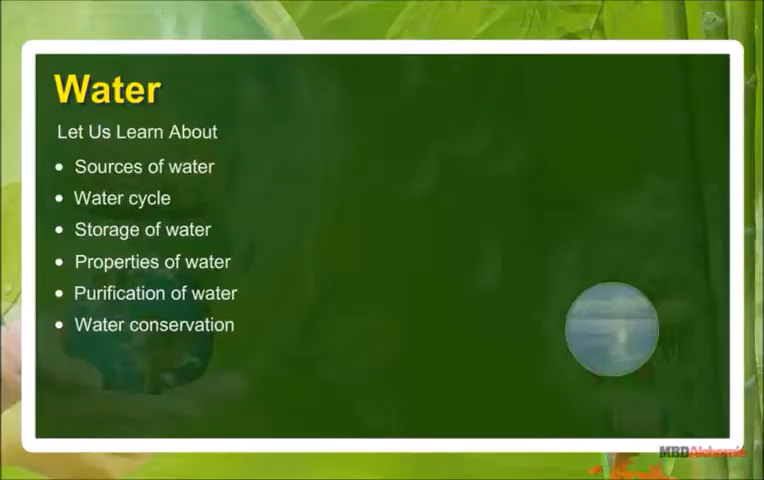 Water
Let Us Learn About
• Sources of water
• Water cycle
• Storage of water
• Properties of water
• Purification of water
• Water conservation
MBDAlchemie